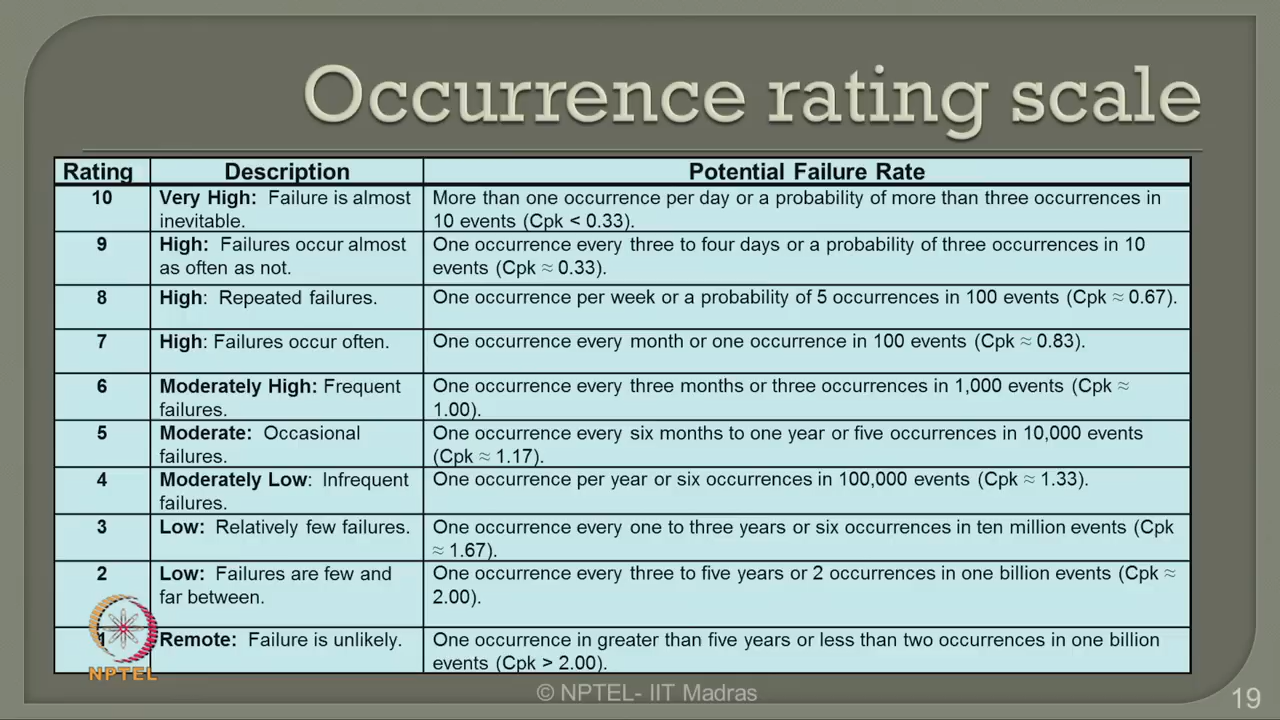 Occurrence rating scale
Rating Description Potential Failure Rate
10 Very High: Failure is almost inevitable. More than one occurrence per day or a probability of more than three occurrences in 10 events (Cpk < 0.33).
9 High: Failures occur almost as often as not. One occurrence every three to four days or a probability of three occurrences in 10 events (Cpk ≈ 0.33).
8 High: Repeated failures. One occurrence per week or a probability of 5 occurrences in 100 events (Cpk ≈ 0.67).
7 High: Failures occur often. One occurrence every month or one occurrence in 100 events (Cpk ≈ 0.83).
6 Moderately High: Frequent failures. One occurrence every three months or three occurrences in 1,000 events (Cpk ≈ 1.00).
5 Moderate: Occasional failures. One occurrence every six months to one year or five occurrences in 10,000 events (Cpk ≈ 1.17).
4 Moderately Low: Infrequent failures. One occurrence per year or six occurrences in 100,000 events (Cpk ≈ 1.33).
3 Low: Relatively few failures. One occurrence every one to three years or six occurrences in ten million events (Cpk ≈ 1.67).
2 Low: Failures are few and far between. One occurrence every three to five years or 2 occurrences in one billion events (Cpk ≈ 2.00).
1 Remote: Failure is unlikely. One occurrence in greater than five years or less than two occurrences in one billion events (Cpk > 2.00).
NPTEL
© NPTEL- IIT Madras
19